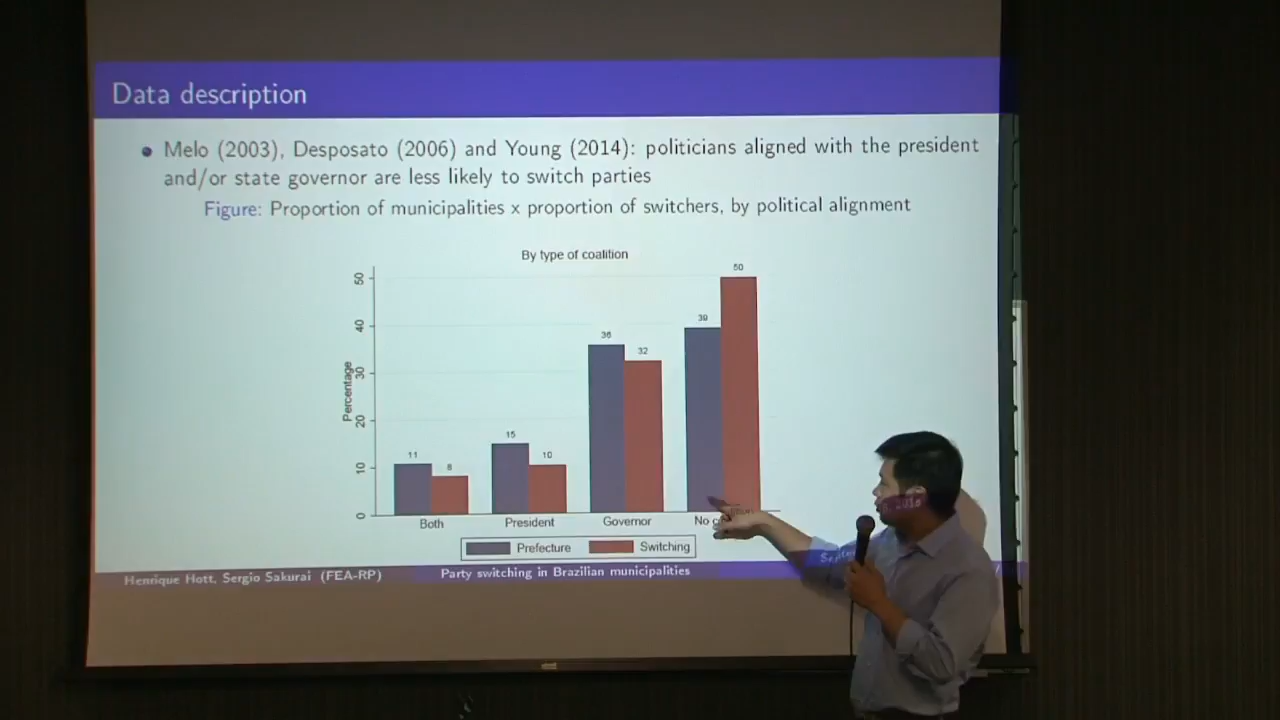 Data description
Melo (2003), Desposato (2006) and Young (2014): politicians aligned with the president
and/or state governor are less likely to switch parties
Figure: Proportion of municipalities x proportion of switchers, by political alignment
By type of coalition
Percentage
50
40
30
20
10
0
11
8
15
10
36
32
39
50
Both
President
Governor
No
Prefecture
Switching
Henrique Hott, Sergio Sakurai (FEA-RP)
Party switching in Brazilian municipalities